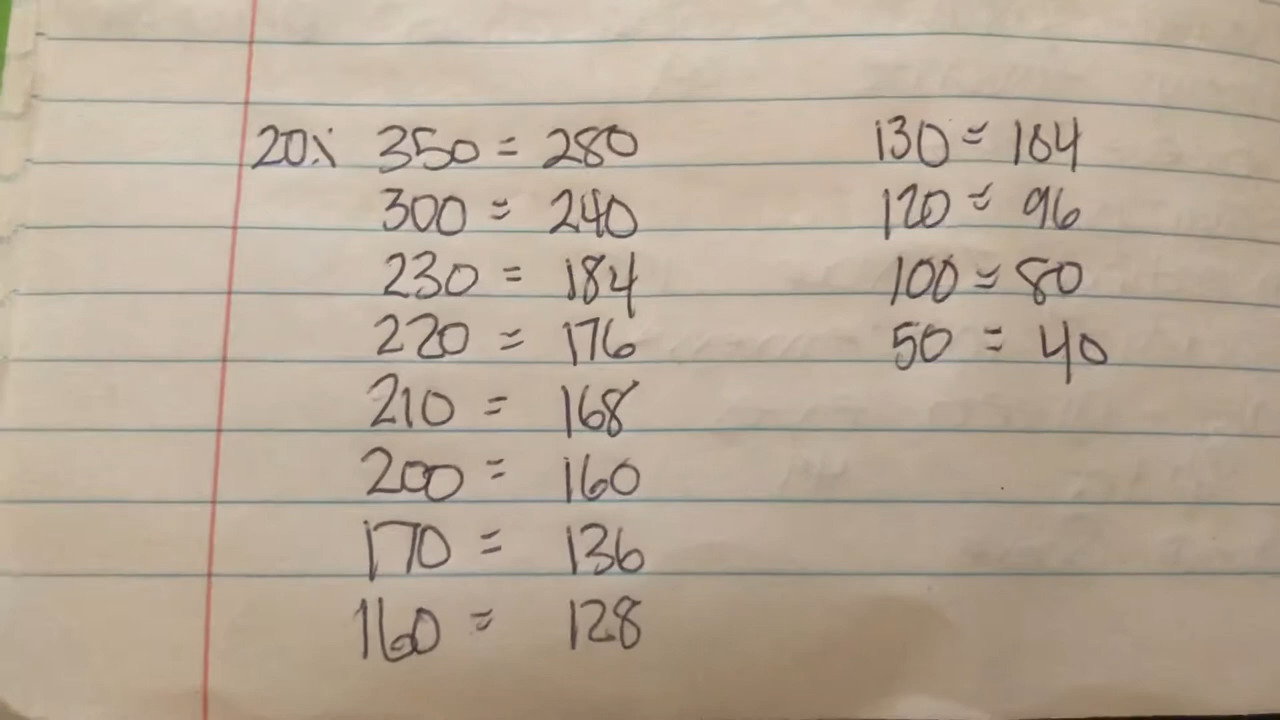 20% 350 = 280
300 = 240
230 = 184
220 = 176
210 = 168
200 = 160
170 = 136
160 = 128
130 = 104
120 = 96
100 = 80
50 = 40